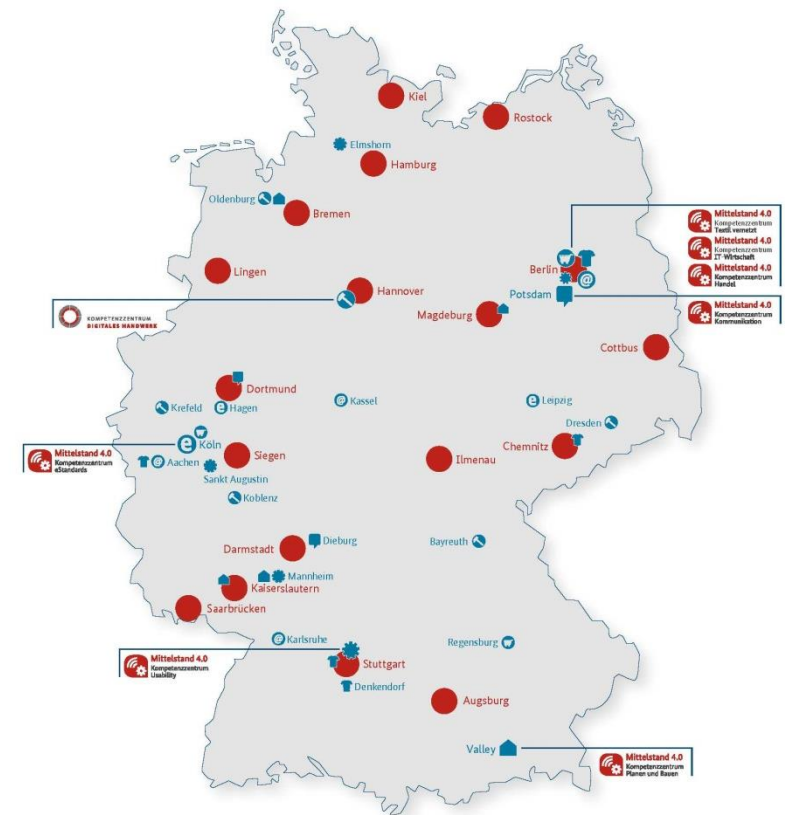 Kiel
Rostock
Elmshorn
Hamburg
Oldenburg
Bremen
Mittelstand 4.0
Kompetenzzentrum
Textil vernetzt
Mittelstand 4.0
Kompetenzzentrum
IT-Wirtschaft
Mittelstand 4.0
Kompetenzzentrum
Handel
Berlin
@
Lingen
Hannover
Potsdam
KOMPETENZZENTRUM
DIGITALES HANDWERK
Magdeburg
Mittelstand 4.0
Kompetenzzentrum
Kommunikation
Cottbus
Dortmund
Krefeld
e Hagen
@ Kassel
e Leipzig
Dresden
e Köln
Chemnitz
Mittelstand 4.0
Kompetenzzentrum
eStandards
@ Aachen
Siegen
Ilmenau
Sankt Augustin
Koblenz
Dieburg
Darmstadt
Bayreuth
Mannheim
Kaiserslautern
Saarbrücken
@ Karlsruhe
Regensburg
Mittelstand 4.0
Kompetenzzentrum
Usability
Stuttgart
Denkendorf
Augsburg
Valley
Mittelstand 4.0
Kompetenzzentrum
Planen und Bauen